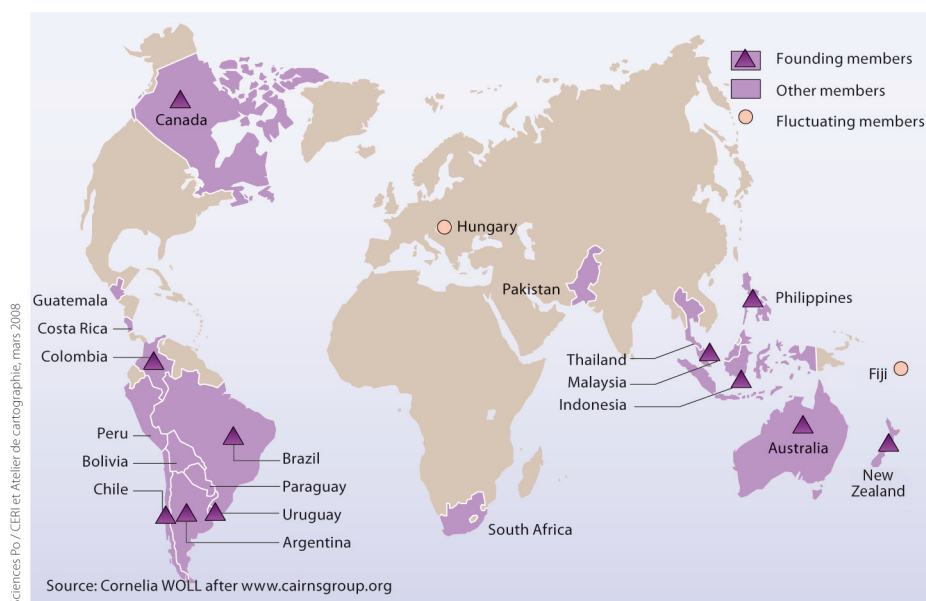 Founding members
Other members
Fluctuating members
Canada
Hungary
Pakistan
Philippines
Guatemala
Costa Rica
Colombia
Thailand
Malaysia
Indonesia
Fiji
Peru
Bolivia
Chile
Brazil
Paraguay
Uruguay
Argentina
South Africa
Australia
New
Zealand
Source: Cornelia WOLL after www.cairnsgroup.org
Sciences Po / CERI et Atelier de cartographie, mars 2008